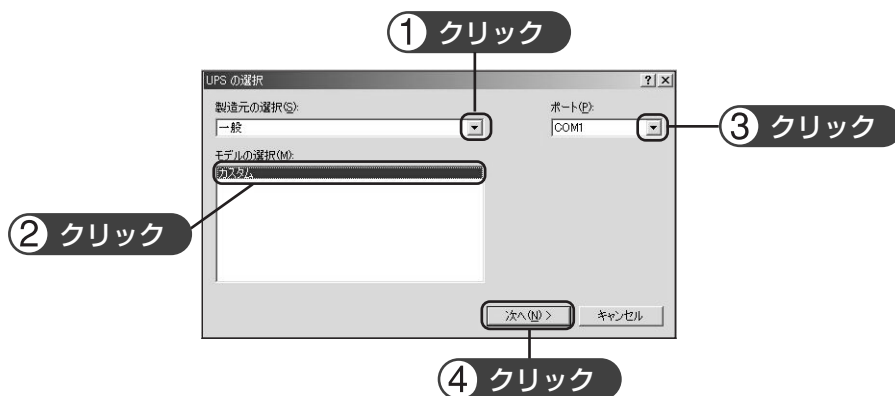 ① クリック
UPS の選択
製造元の選択(S):
ポート(P):
一般
COM1
③ クリック
モデルの選択(M):
カスタム
② クリック
次へ(N) >
キャンセル
④ クリック